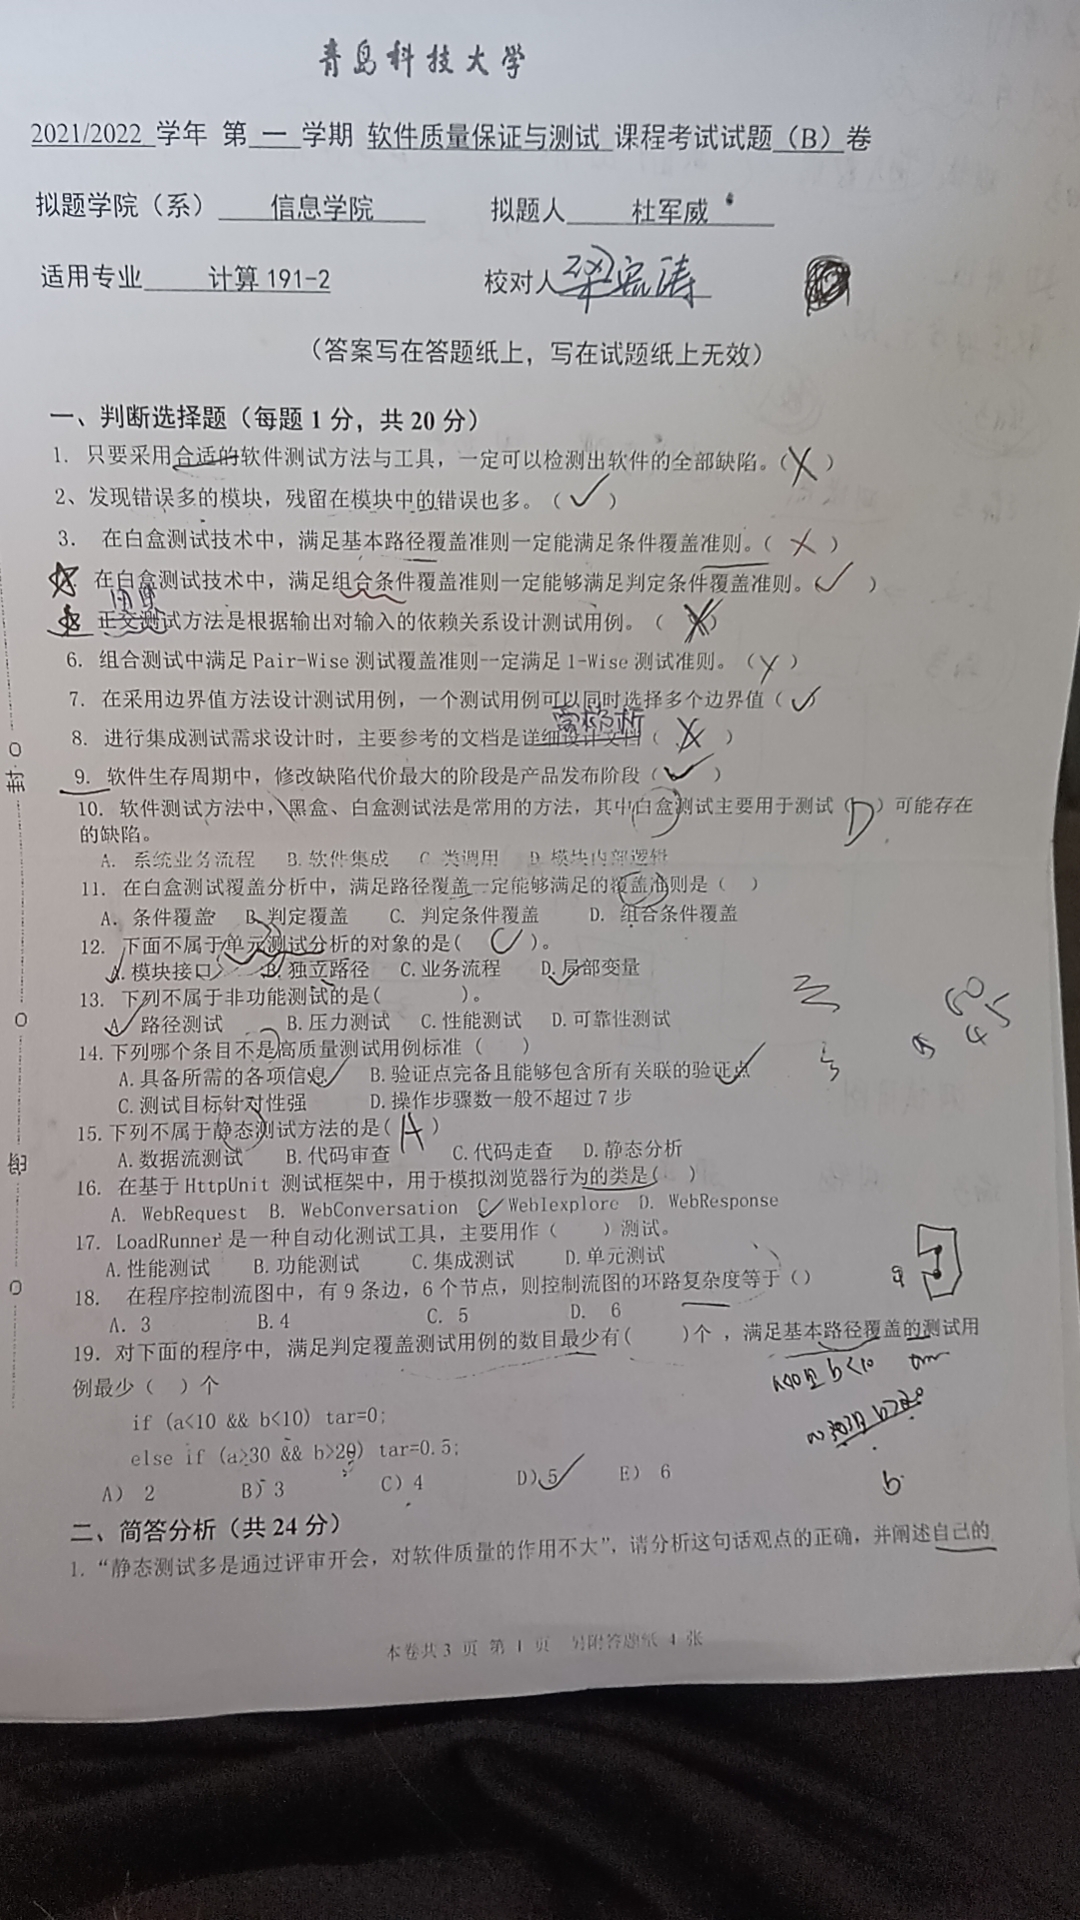 青岛科技大学
2021/2022 学年 第 一 学期 软件质量保证与测试 课程考试试题（B）卷
拟题学院（系） 信息学院 拟题人 杜军威
适用专业 计算 191-2 校对人
（答案写在答题纸上，写在试题纸上无效）
一、判断选择题（每题 1 分，共 20 分）
1. 只要采用合适的软件测试方法与工具，一定可以检测出软件的全部缺陷。（ X ）
2、发现错误多的模块，残留在模块中的错误也多。（ ✓ ）
3. 在白盒测试技术中，满足基本路径覆盖准则一定能满足条件覆盖准则。（ X ）
在白盒测试技术中，满足组合条件覆盖准则一定能够满足判定条件覆盖准则。✓ ）
因果
正交测试方法是根据输出对输入的依赖关系设计测试用例。（ X ）
6. 组合测试中满足 Pair-Wise 测试覆盖准则一定满足 1-Wise 测试准则。（ ）
7. 在采用边界值方法设计测试用例，一个测试用例可以同时选择多个边界值（ ✓
需求分析
8. 进行集成测试需求设计时，主要参考的文档是详细设计文档（ X ）
9. 软件生存周期中，修改缺陷代价最大的阶段是产品发布阶段（ ✓ ）
10. 软件测试方法中，黑盒、白盒测试法是常用的方法，其中白盒测试主要用于测试（ D ）可能存在
的缺陷。
A. 系统业务流程 B. 软件集成 C 类调用 D 模块内部逻辑
11. 在白盒测试覆盖分析中，满足路径覆盖一定能够满足的覆盖准则是（ ）
A. 条件覆盖 B 判定覆盖 C. 判定条件覆盖 D. 组合条件覆盖
12. 下面不属于单元测试分析的对象的是( C )。
A. 模块接口 B. 独立路径 C.业务流程 D.局部变量
13. 下列不属于非功能测试的是( )。
A 路径测试 B.压力测试 C.性能测试 D.可靠性测试
14.下列哪个条目不是高质量测试用例标准（ ）
A.具备所需的各项信息 B.验证点完备且能够包含所有关联的验证点
C.测试目标针对性强 D.操作步骤数一般不超过 7 步
15.下列不属于静态测试方法的是( A )
A.数据流测试 B.代码审查 C.代码走查 D.静态分析
16. 在基于 HttpUnit 测试框架中，用于模拟浏览器行为的类是( )
A. WebRequest B. WebConversation C Weblexplore D. WebResponse
17. LoadRunner 是一种自动化测试工具，主要用作（ ）测试。
A.性能测试 B.功能测试 C.集成测试 D.单元测试
18. 在程序控制流图中，有 9 条边，6 个节点，则控制流图的环路复杂度等于（）
A. 3 B.4 C. 5 D. 6
19. 对下面的程序中，满足判定覆盖测试用例的数目最少有( )个 ，满足基本路径覆盖的测试用
例最少（ ）个
if (a<10 && b<10) tar=0;
else if (a>30 && b>20) tar=0.5;
A） 2 B）3 C）4 D）5 E） 6
二、简答分析（共 24 分）
1. “静态测试多是通过评审开会，对软件质量的作用不大”，请分析这句话观点的正确，并阐述自己的
本卷共 3 页 第 1 页 另附答题纸 4 张
封
密